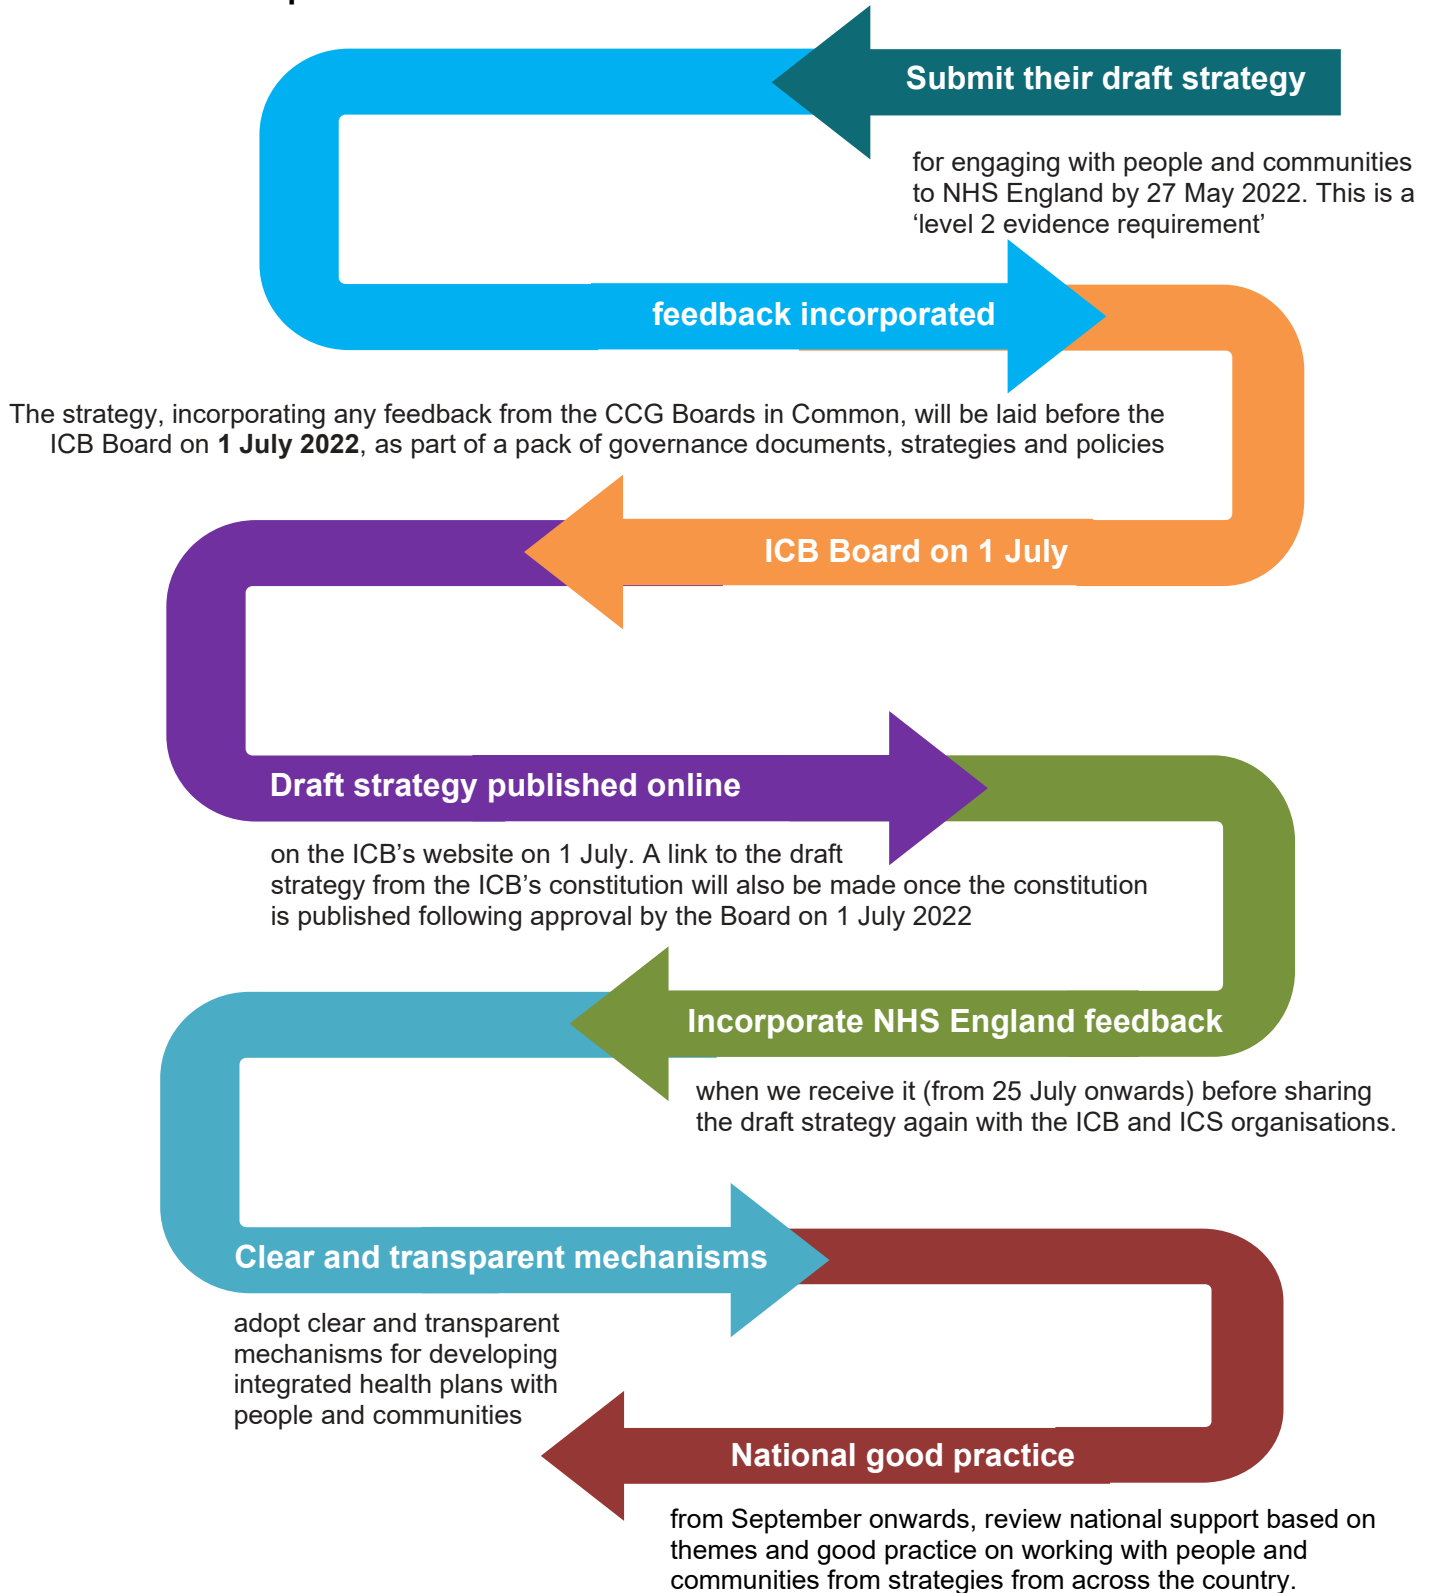 Submit their draft strategy
for engaging with people and communities
to NHS England by 27 May 2022. This is a
‘level 2 evidence requirement’
feedback incorporated
The strategy, incorporating any feedback from the CCG Boards in Common, will be laid before the
ICB Board on 1 July 2022, as part of a pack of governance documents, strategies and policies
ICB Board on 1 July
Draft strategy published online
on the ICB’s website on 1 July. A link to the draft
strategy from the ICB’s constitution will also be made once the constitution
is published following approval by the Board on 1 July 2022
Incorporate NHS England feedback
when we receive it (from 25 July onwards) before sharing
the draft strategy again with the ICB and ICS organisations.
Clear and transparent mechanisms
adopt clear and transparent
mechanisms for developing
integrated health plans with
people and communities
National good practice
from September onwards, review national support based on
themes and good practice on working with people and
communities from strategies from across the country.